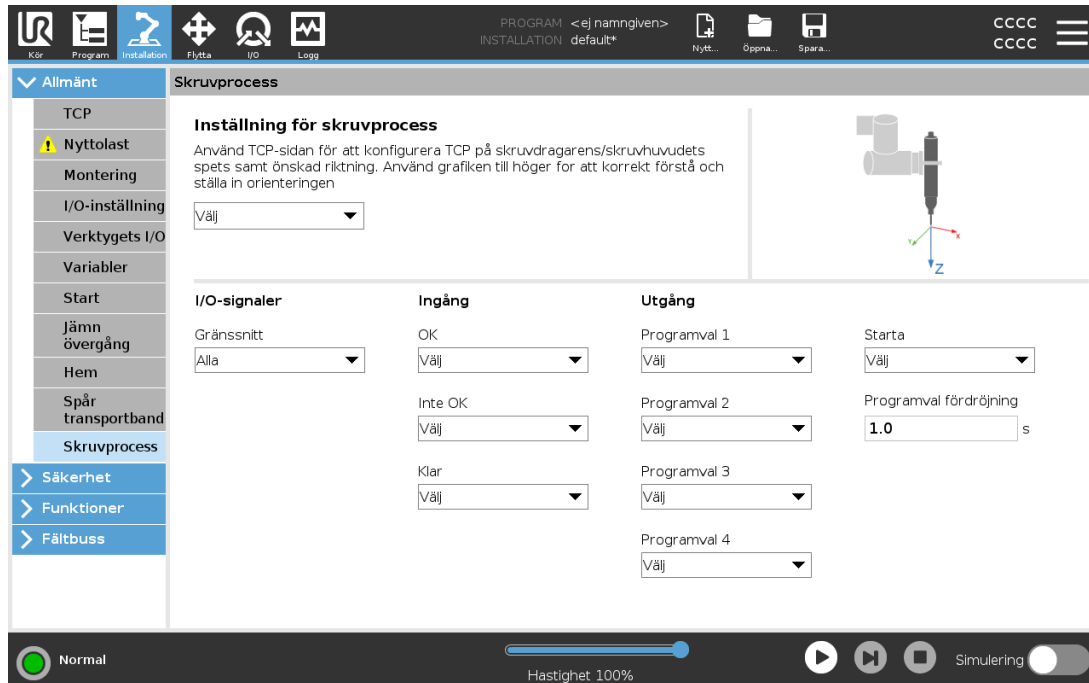 PROGRAM <ej namngiven>
INSTALLATION default*
cccc
cccc
Kör Program Installation Flytta I/O Logg Nytt... Öppna... Spara...
Allmänt
TCP
Nyttolast
Montering
I/O-inställning
Verktygets I/O
Variabler
Start
Jämn
övergång
Hem
Spår
transportband
Skruvprocess
Säkerhet
Funktioner
Fältbuss
Skruvprocess
Inställning för skruvprocess
Använd TCP-sidan för att konfigurera TCP på skruvdragarens/skruvhuvudets
spets samt önskad riktning. Använd grafiken till höger for att korrekt förstå och
ställa in orienteringen
Välj
Y X
Z
I/O-signaler Ingång Utgång
Gränssnitt OK Programval 1 Starta
Alla Välj Välj Välj
Inte OK Programval 2 Programval fördröjning
Välj Välj 1.0 s
Klar Programval 3
Välj Välj
Programval 4
Välj
Normal
Hastighet 100%
Simulering